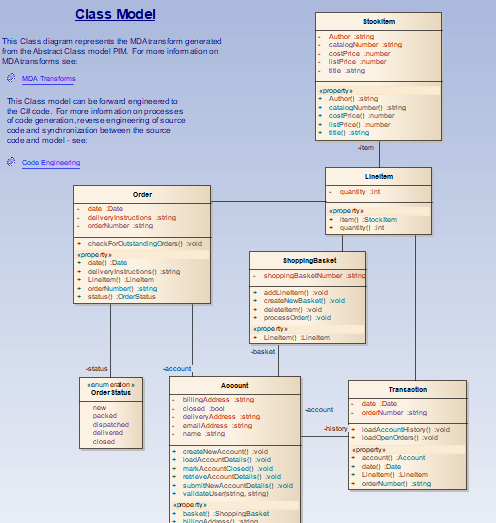 Class Model
This Class diagram represents the MDA transform generated
from the Abstract Class model PIM. For more information on
MDA transforms see:
MDA Transforms
This Class model can be forward engineered to
the C# code. For more information on processes
of code generation, reverse engineering of source
code and synchronization between the source
code and model - see:
Code Engineering
StockItem
- Author :string
- catalogNumber :string
- costPrice :number
- listPrice :number
- title :string
«property»
+ Author() :string
+ catalogNumber() :string
+ costPrice() :number
+ listPrice() :number
+ title() :string
-item
LineItem
- quantity :int
«property»
+ item() :StockItem
+ quantity() :int
Order
- date :Date
- deliveryInstructions :string
- orderNumber :string
+ checkForOutstandingOrders() :void
«property»
+ date() :Date
+ deliveryInstructions() :string
+ LineItem() :LineItem
+ orderNumber() :string
+ status() :OrderStatus
ShoppingBasket
- shoppingBasketNumber :string
+ addLineItem() :void
+ createNewBasket() :void
+ deleteItem() :void
+ processOrder() :void
«property»
+ LineItem() :LineItem
-basket
-status
-account
«enumeration»
OrderStatus
new
packed
dispatched
delivered
closed
Account
- billingAddress :string
- closed :bool
- deliveryAddress :string
- emailAddress :string
- name :string
+ createNewAccount() :void
+ loadAccountDetails() :void
+ markAccountClosed() :void
+ retrieveAccountDetails() :void
+ submitNewAccountDetails() :void
+ validateUser(string, string)
«property»
+ basket() :ShoppingBasket
+ billingAddress() :string
-account
-history
Transaction
- date :Date
- orderNumber :string
+ loadAccountHistory() :void
+ loadOpenOrders() :void
«property»
+ account() :Account
+ date() :Date
+ LineItem() :LineItem
+ orderNumber() :string